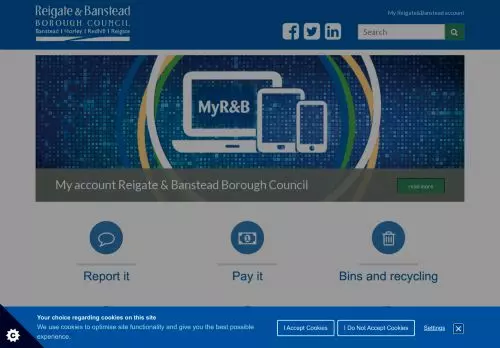 Reigate & Banstead
BOROUGH COUNCIL
Banstead | Horley | Redhill | Reigate
My Reigate&Banstead account
Search
MyR&B
My account Reigate & Banstead Borough Council
read more
Report it
Pay it
Bins and recycling
Your choice regarding cookies on this site
We use cookies to optimise site functionality and give you the best possible
experience.
I Accept Cookies
I Do Not Accept Cookies
Settings